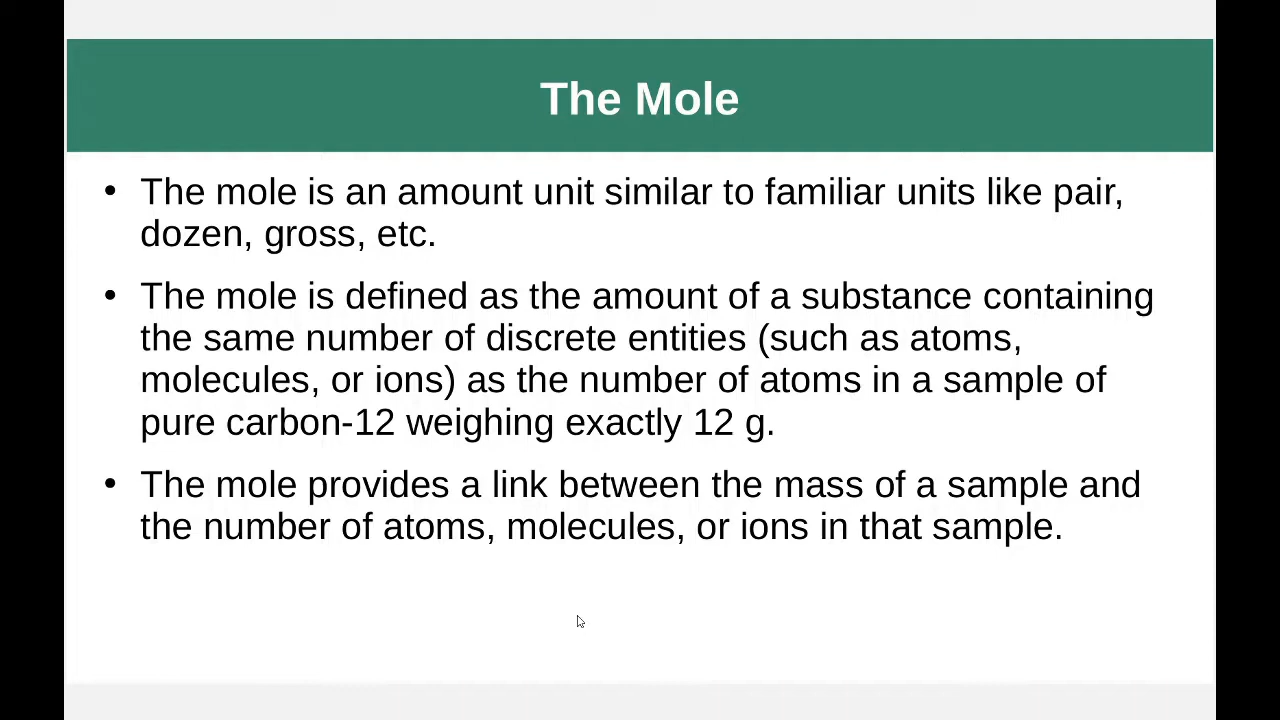 The Mole
• The mole is an amount unit similar to familiar units like pair,
dozen, gross, etc.
• The mole is defined as the amount of a substance containing
the same number of discrete entities (such as atoms,
molecules, or ions) as the number of atoms in a sample of
pure carbon-12 weighing exactly 12 g.
• The mole provides a link between the mass of a sample and
the number of atoms, molecules, or ions in that sample.